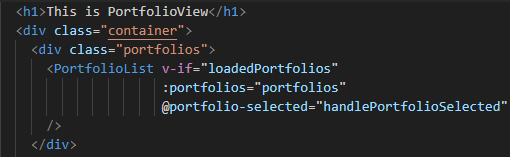 <h1>This is PortfolioView</h1>
<div class="container">
<div class="portfolios">
<PortfolioList v-if="loadedPortfolios"
:portfolios="portfolios"
@portfolio-selected="handlePortfolioSelected"
/>
</div>